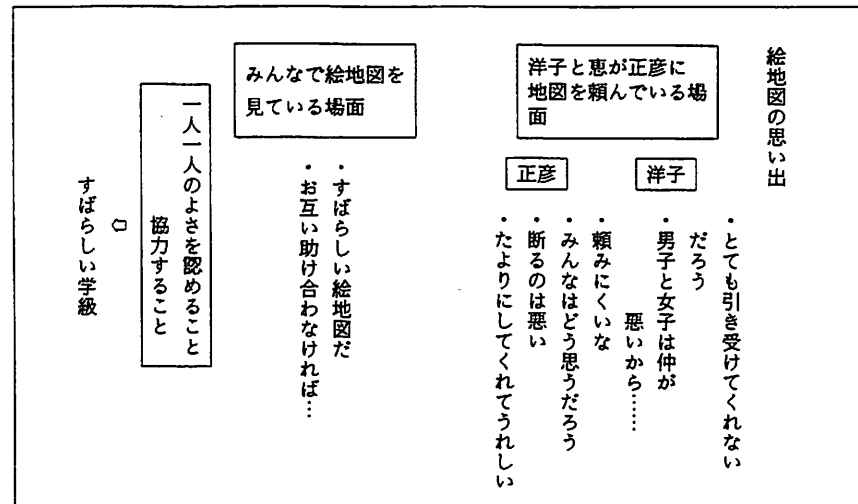 絵地図の思い出
洋子と恵が正彦に
地図を頼んでいる場
面
洋子
・とても引き受けてくれない
だろう
・男子と女子は仲が
悪いから……
・頼みにくいな
正彦
・みんなはどう思うだろう
・断るのは悪い
・たよりにしてくれてうれしい
みんなで絵地図を
見ている場面
・すばらしい絵地図だ
・お互い助け合わなければ…
一人一人のよさを認めること
協力すること
⇦
すばらしい学級